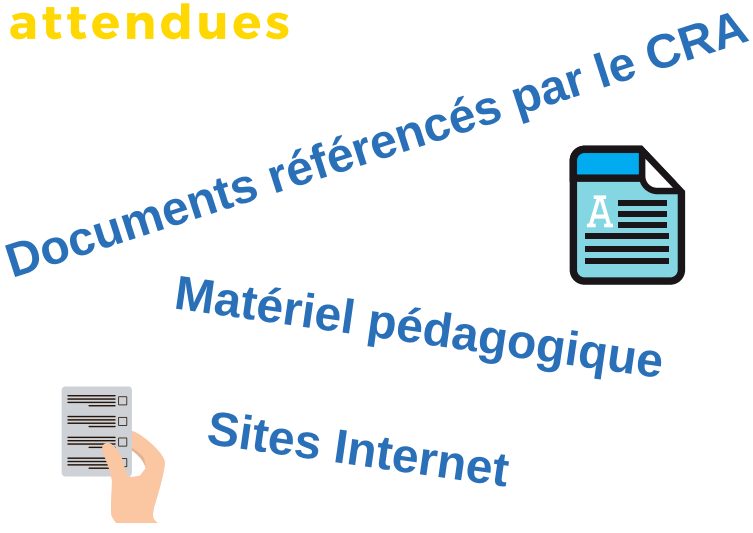 attendues
Documents référencés par le CRA
A
Matériel pédagogique
Sites Internet